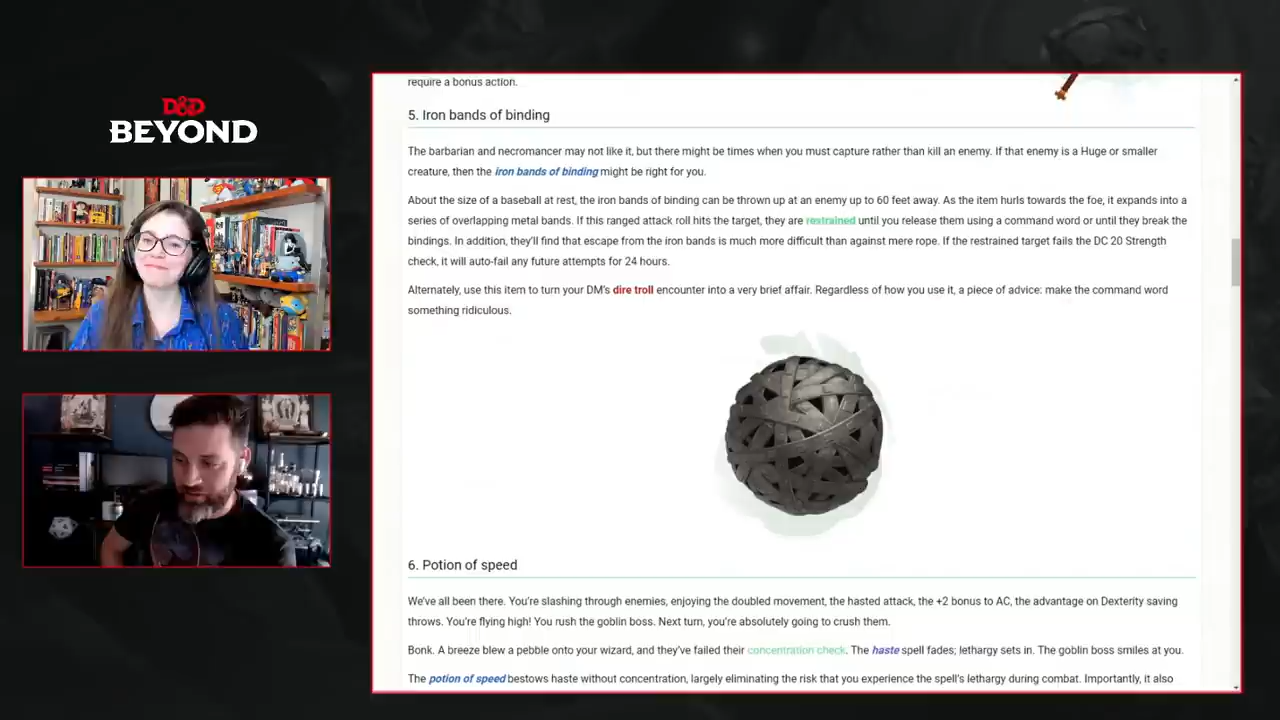 D&D
BEYOND
require a bonus action.
5. Iron bands of binding
The barbarian and necromancer may not like it, but there might be times when you must capture rather than kill an enemy. If that enemy is a Huge or smaller
creature, then the iron bands of binding might be right for you.
About the size of a baseball at rest, the iron bands of binding can be thrown up at an enemy up to 60 feet away. As the item hurls towards the foe, it expands into a
series of overlapping metal bands. If this ranged attack roll hits the target, they are restrained until you release them using a command word or until they break the
bindings. In addition, they'll find that escape from the iron bands is much more difficult than against mere rope. If the restrained target fails the DC 20 Strength
check, it will auto-fail any future attempts for 24 hours.
Alternately, use this item to turn your DM's dire troll encounter into a very brief affair. Regardless of how you use it, a piece of advice: make the command word
something ridiculous.
6. Potion of speed
We've all been there. You're slashing through enemies, enjoying the doubled movement, the hasted attack, the +2 bonus to AC, the advantage on Dexterity saving
throws. You're flying high! You rush the goblin boss. Next turn, you're absolutely going to crush them.
Bonk. A breeze blew a pebble onto your wizard, and they've failed their concentration check. The haste spell fades; lethargy sets in. The goblin boss smiles at you.
The potion of speed bestows haste without concentration, largely eliminating the risk that you experience the spell's lethargy during combat. Importantly, it also